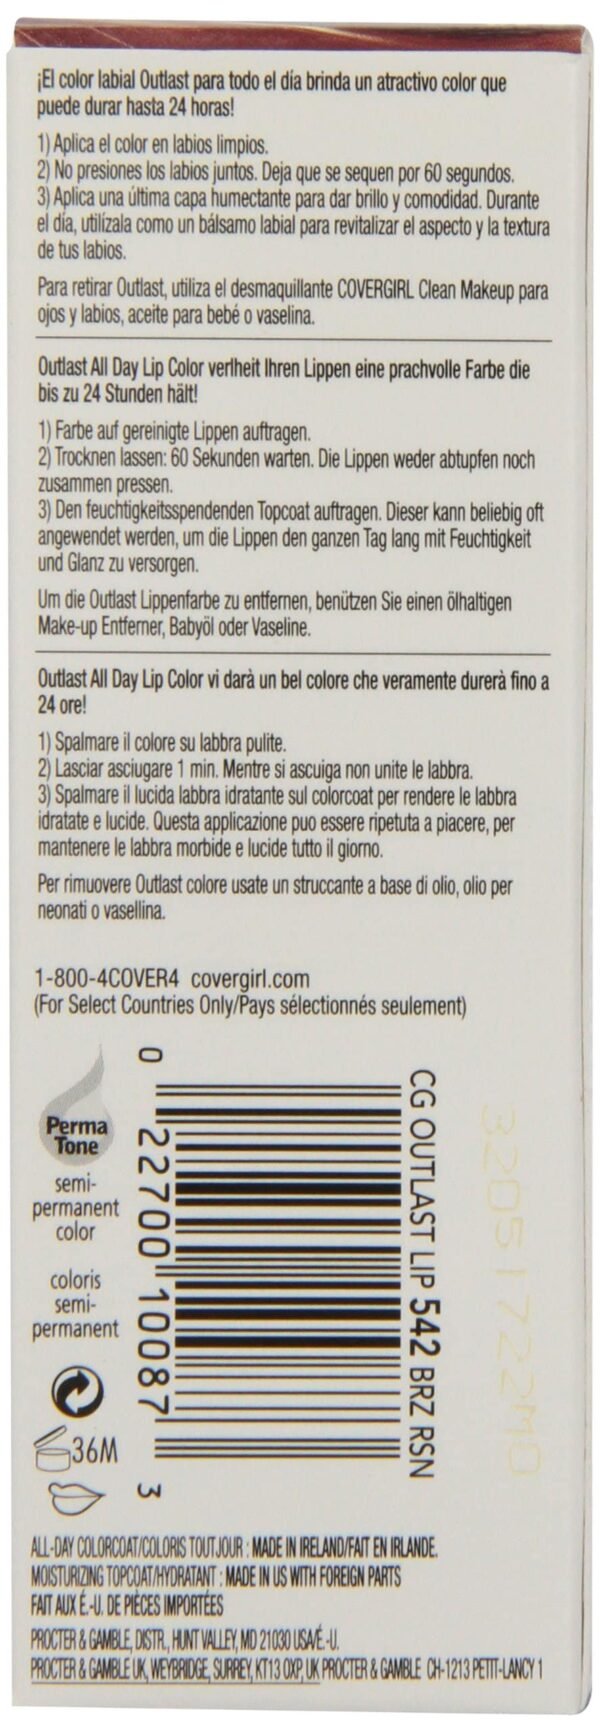 ¡El color labial Outlast para todo el día brinda un atractivo color que
puede durar hasta 24 horas!
1) Aplica el color en labios limpios.
2) No presiones los labios juntos. Deja que se sequen por 60 segundos.
3) Aplica una última capa humectante para dar brillo y comodidad. Durante
el día, utilízala como un bálsamo labial para revitalizar el aspecto y la textura
de tus labios.
Para retirar Outlast, utiliza el desmaquillante COVERGIRL Clean Makeup para
ojos y labios, aceite para bebé o vaselina.
Outlast All Day Lip Color verlheit Ihren Lippen eine prachvolle Farbe die
bis zu 24 Stunden hält!
1) Farbe auf gereinigte Lippen auftragen.
2) Trocknen lassen: 60 Sekunden warten. Die Lippen weder abtupfen noch
zusammen pressen.
3) Den feuchtigkeitsspendenden Topcoat auftragen. Dieser kann beliebig oft
angewendet werden, um die Lippen den ganzen Tag lang mit Feuchtigkeit
und Glanz zu versorgen.
Um die Outlast Lippenfarbe zu entfernen, benützen Sie einen ölhaltigen
Make-up Entferner, Babyöl oder Vaseline.
Outlast All Day Lip Color vi darà un bel colore che veramente durerà fino a
24 ore!
1) Spalmare il colore su labbra pulite.
2) Lasciar asciugare 1 min. Mentre si asciuiga non unite le labbra.
3) Spalmare il lucida labbra idratante sul colorcoat per rendere le labbra
idratate e lucide. Questa applicazione puo essere ripetuta a piacere, per
mantenere le labbra morbide e lucide tutto il giorno.
Per rimuovere Outlast colore usate un struccante a base di olio, olio per
neonati o vasellina.
1-800-4COVER4 covergirl.com
(For Select Countries Only/Pays sélectionnés seulement)
Perma
Tone
semi-
permanent
color
coloris
semi-
permanent
36M
0 22700 10087 3
CG OUTLAST LIP 542 BRZ RSN
32051722M0
ALL-DAY COLORCOAT/COLORIS TOUTJOUR : MADE IN IRELAND/FAIT EN IRLANDE.
MOISTURIZING TOPCOAT/HYDRATANT : MADE IN US WITH FOREIGN PARTS
FAIT AUX É.-U. DE PIÈCES IMPORTÉES
PROCTER & GAMBLE, DISTR., HUNT VALLEY, MD 21030 USA/É.-U.
PROCTER & GAMBLE UK, WEYBRIDGE, SURREY, KT13 0XP, UK PROCTER & GAMBLE CH-1213 PETIT-LANCY 1